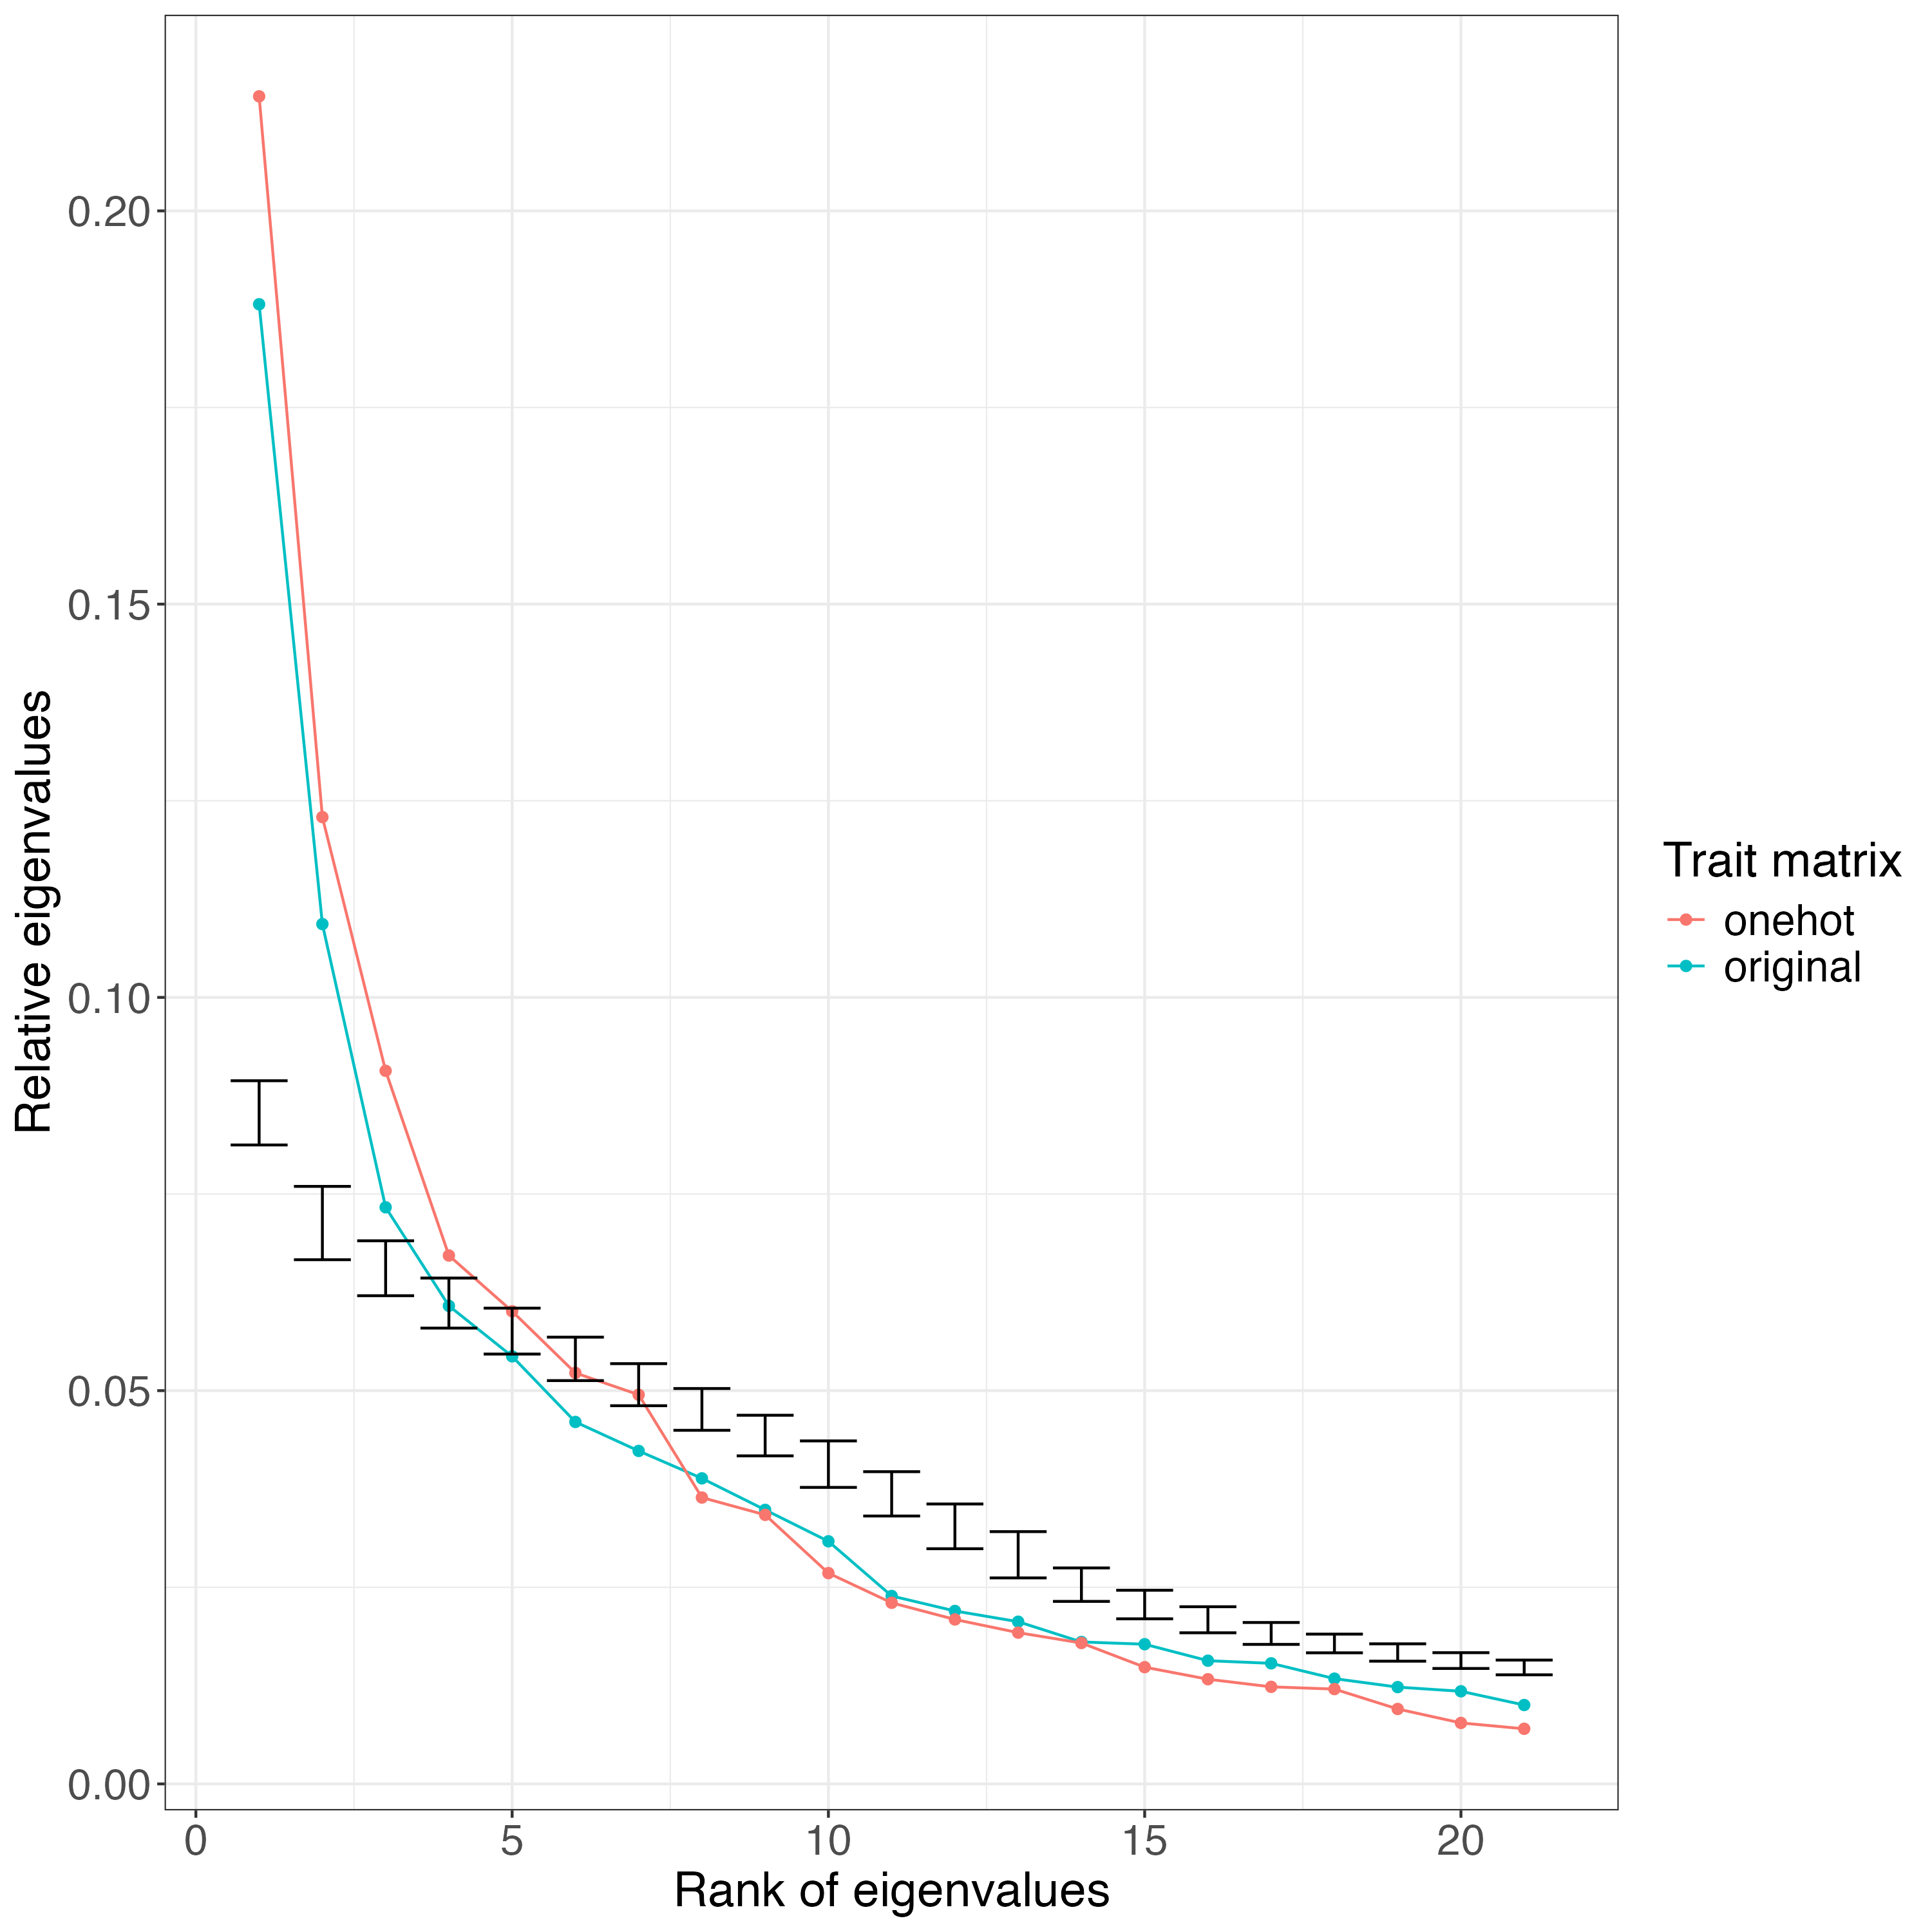 Relative eigenvalues
0.20
0.15
0.10
0.05
0.00
0 5 10 15 20
Rank of eigenvalues
Trait matrix
onehot
original